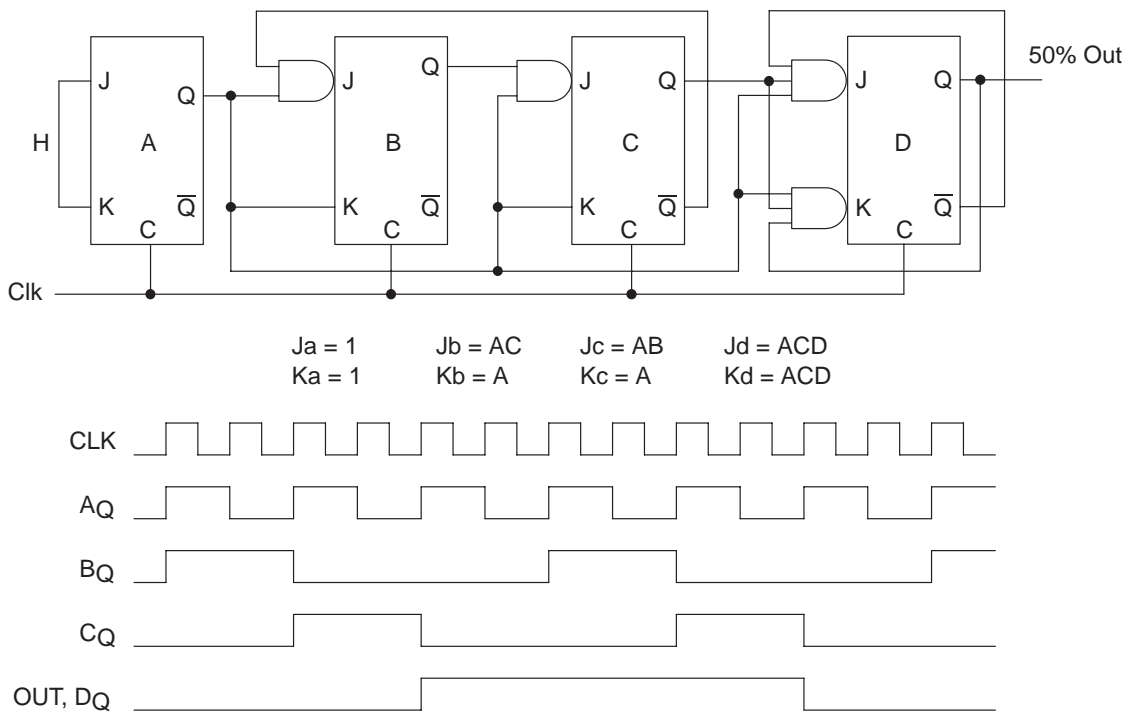 50% Out
J
Q
J
Q
J
Q
J
Q
H
A
B
C
D
K
Q̅
K
Q̅
K
Q̅
K
Q̅
C
C
C
C
Clk
Ja = 1
Jb = AC
Jc = AB
Jd = ACD
Ka = 1
Kb = A
Kc = A
Kd = ACD
CLK
AQ
BQ
CQ
OUT, DQ